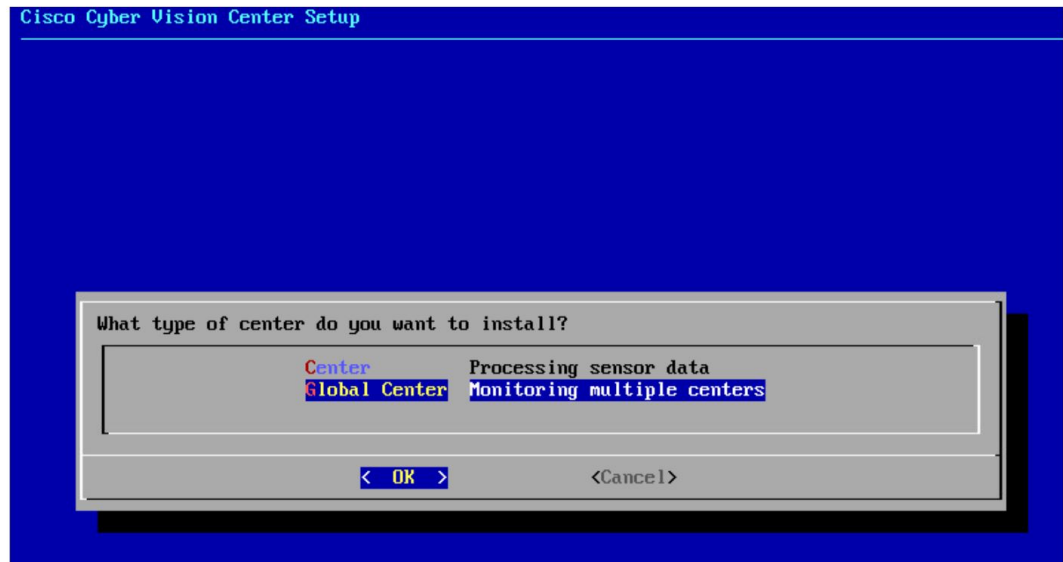 Cisco Cyber Vision Center Setup
What type of center do you want to install?
Center Processing sensor data
Global Center Monitoring multiple centers
< OK > <Cancel>